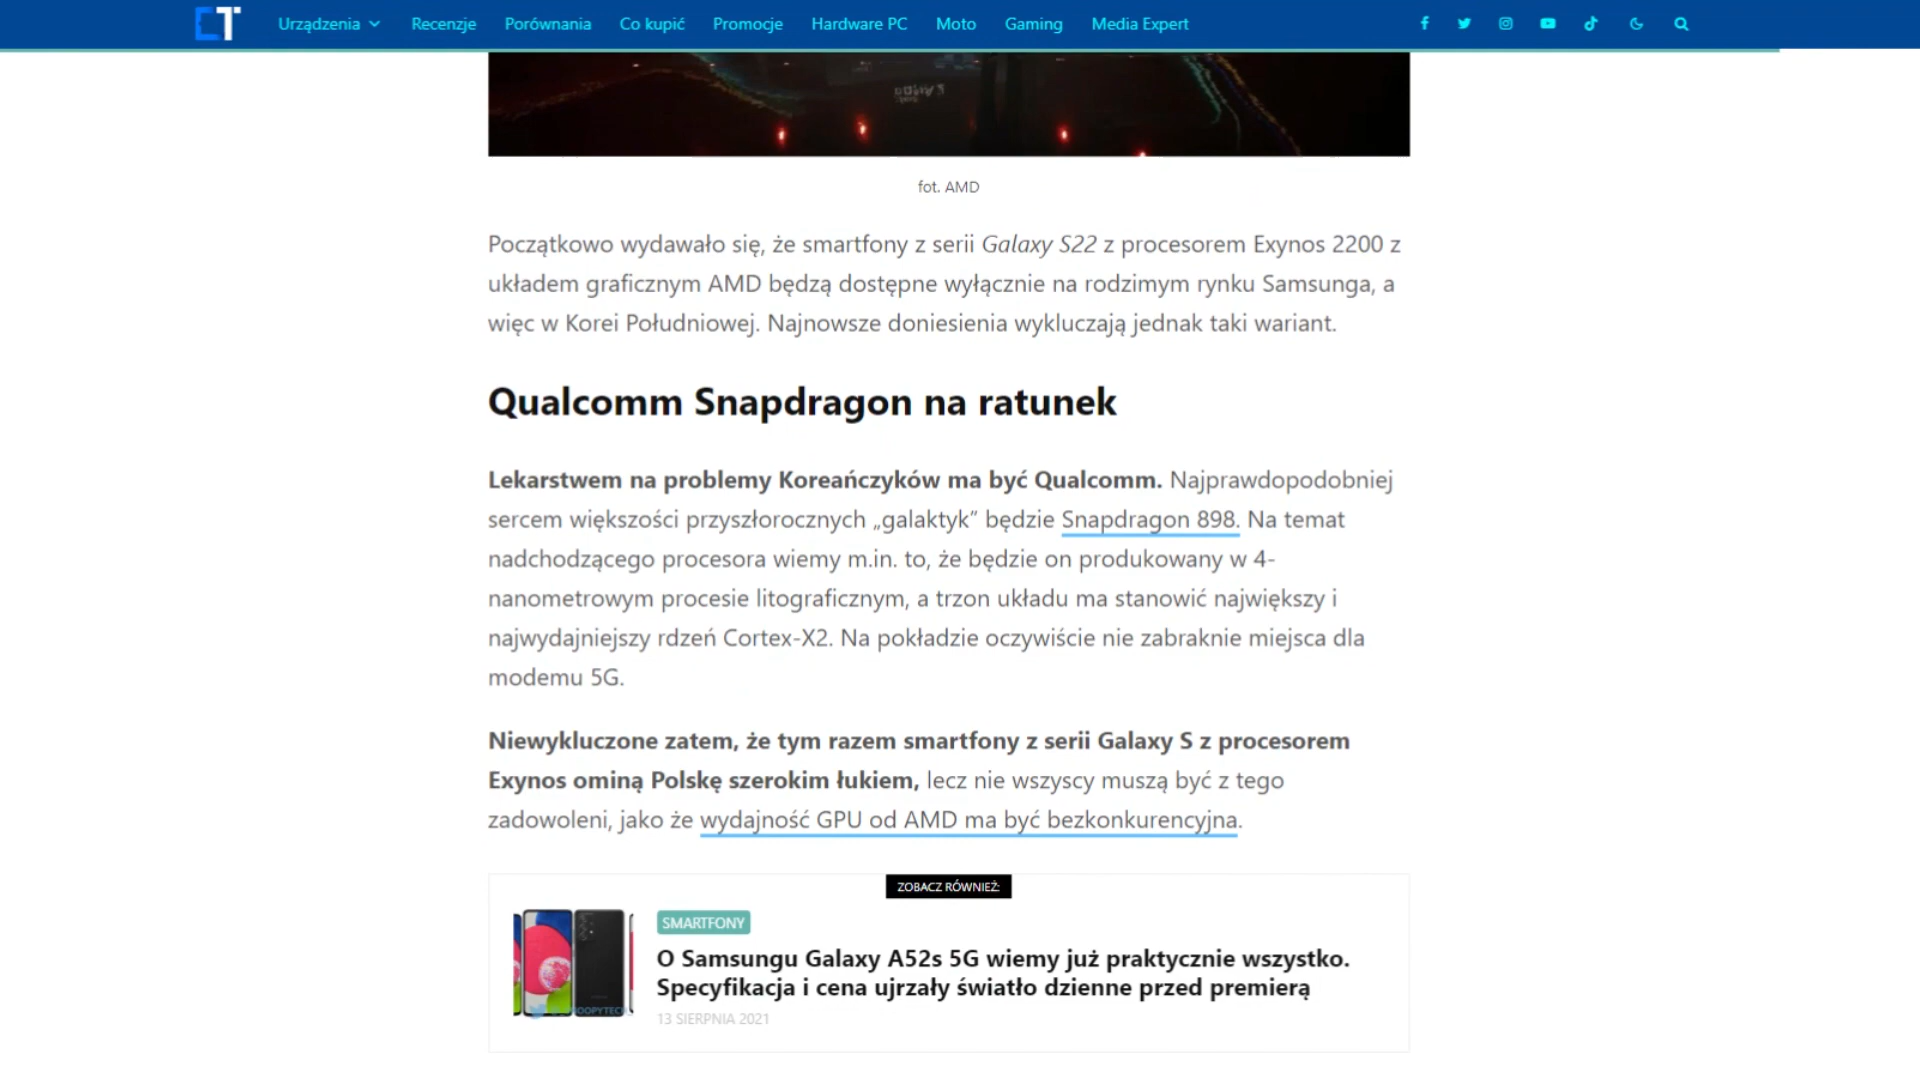 Urządzenia Recenzje Porównania Co kupić Promocje Hardware PC Moto Gaming Media Expert
fot. AMD
Początkowo wydawało się, że smartfony z serii Galaxy S22 z procesorem Exynos 2200 z
układem graficznym AMD będzą dostępne wyłącznie na rodzimym rynku Samsunga, a
więc w Korei Południowej. Najnowsze doniesienia wykluczają jednak taki wariant.
Qualcomm Snapdragon na ratunek
Lekarstwem na problemy Koreańczyków ma być Qualcomm. Najprawdopodobniej
sercem większości przyszłorocznych „galaktyk” będzie Snapdragon 898. Na temat
nadchodzącego procesora wiemy m.in. to, że będzie on produkowany w 4-
nanometrowym procesie litograficznym, a trzon układu ma stanowić największy i
najwydajniejszy rdzeń Cortex-X2. Na pokładzie oczywiście nie zabraknie miejsca dla
modemu 5G.
Niewykluczone zatem, że tym razem smartfony z serii Galaxy S z procesorem
Exynos ominą Polskę szerokim łukiem, lecz nie wszyscy muszą być z tego
zadowoleni, jako że wydajność GPU od AMD ma być bezkonkurencyjna.
ZOBACZ RÓWNIEŻ:
SMARTFONY
O Samsungu Galaxy A52s 5G wiemy już praktycznie wszystko.
Specyfikacja i cena ujrzały światło dzienne przed premierą
13 SIERPNIA 2021